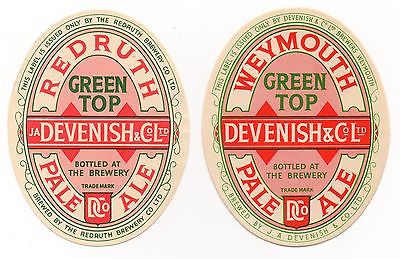 THIS LABEL IS ISSUED ONLY BY THE REDRUTH BREWERY CO LTD
REDRUTH
GREEN
TOP
JA DEVENISH & Co LTD
BOTTLED AT
THE BREWERY
TRADE MARK
DCo
PALE ALE
BREWED BY THE REDRUTH BREWERY CO LTD
THIS LABEL IS ISSUED ONLY BY DEVENISH & Co LTD BREWERS WEYMOUTH
WEYMOUTH
GREEN
TOP
DEVENISH & Co LTD
BOTTLED AT
THE BREWERY
TRADE MARK
DCo
PALE ALE
BREWED BY J. A. DEVENISH & CO. LTD.